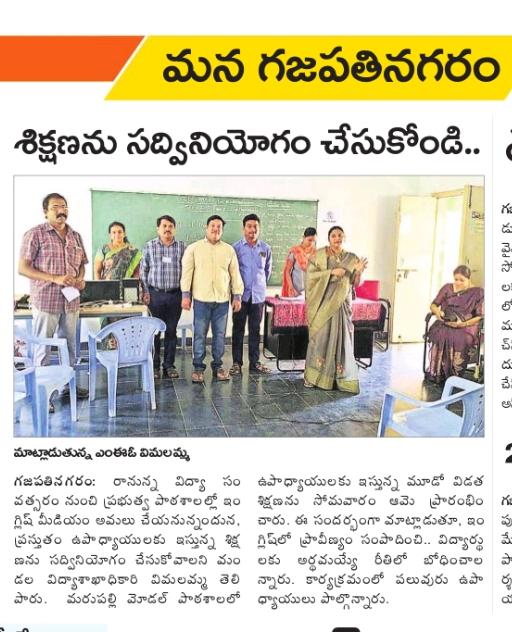 మన గజపతినగరం
శిక్షణను సద్వినియోగం చేసుకోండి..
మాట్లాడుతున్న ఎంఈఓ విమలమ్మ
గజపతినగరం: రానున్న విద్యా సం
వత్సరం నుంచి ప్రభుత్వ పాఠశాలల్లో ఇం
గ్లిష్ మీడియం అమలు చేయనున్నందున,
ప్రస్తుతం ఉపాధ్యాయులకు ఇస్తున్న శిక్ష
ణను సద్వినియోగం చేసుకోవాలని మం
డల విద్యాశాఖాధికారి విమలమ్మ తెలి
పారు. మరుపల్లి మోడల్ పాఠశాలలో
ఉపాధ్యాయులకు ఇస్తున్న మూడో విడత
శిక్షణను సోమవారం ఆమె ప్రారంభిం
చారు. ఈ సందర్భంగా మాట్లాడుతూ, ఇం
గ్లిష్‌లో ప్రావీణ్యం సంపాదించి.. విద్యార్థు
లకు అర్థమయ్యే రీతిలో బోధించాల
న్నారు. కార్యక్రమంలో పలువురు ఉపా
ధ్యాయులు పాల్గొన్నారు.